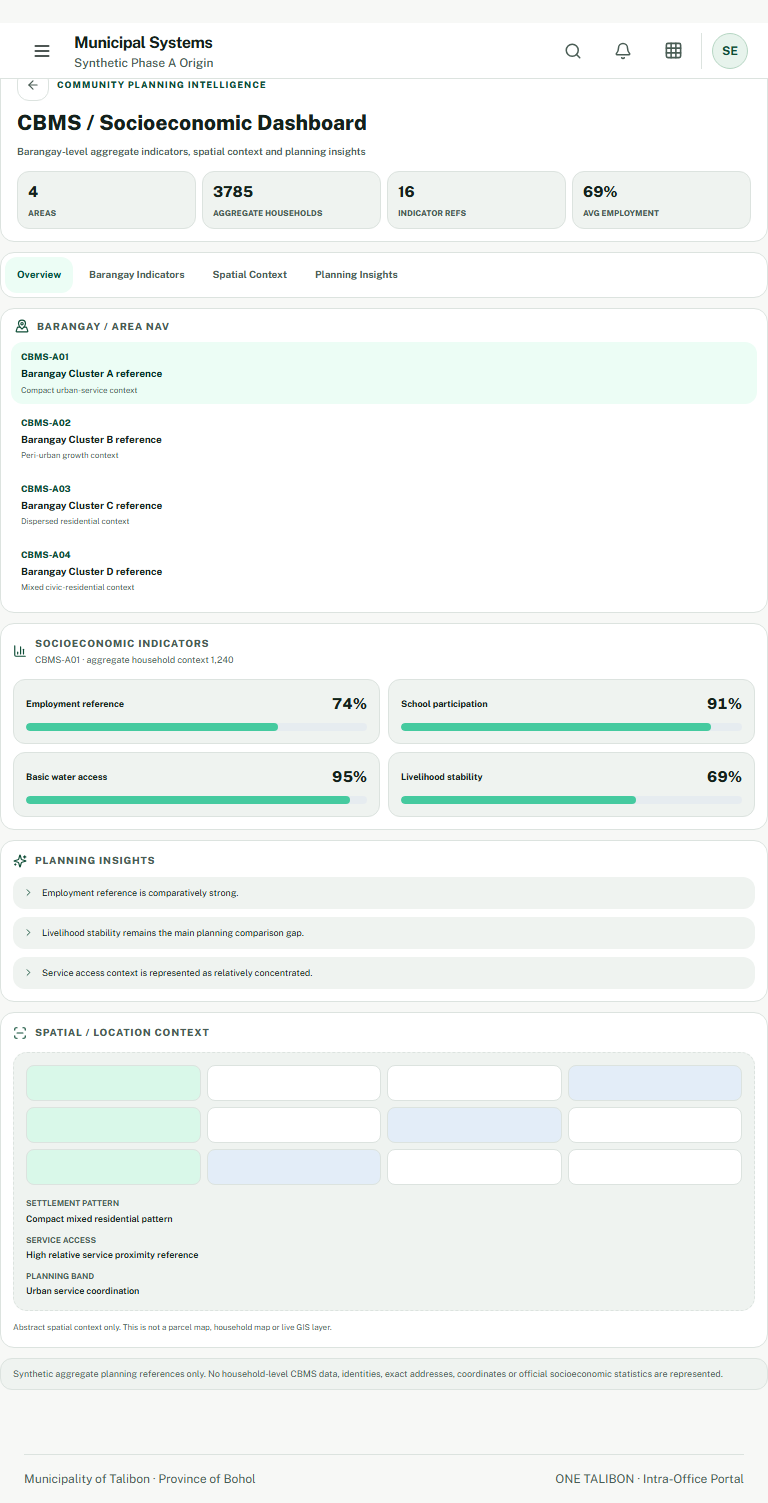 Municipal Systems
Synthetic Phase A Origin
SE
COMMUNITY PLANNING INTELLIGENCE
CBMS / Socioeconomic Dashboard
Barangay-level aggregate indicators, spatial context and planning insights
4
AREAS
3785
AGGREGATE HOUSEHOLDS
16
INDICATOR REFS
69%
AVG EMPLOYMENT
Overview
Barangay Indicators
Spatial Context
Planning Insights
BARANGAY / AREA NAV
CBMS-A01
Barangay Cluster A reference
Compact urban-service context
CBMS-A02
Barangay Cluster B reference
Peri-urban growth context
CBMS-A03
Barangay Cluster C reference
Dispersed residential context
CBMS-A04
Barangay Cluster D reference
Mixed civic-residential context
SOCIOECONOMIC INDICATORS
CBMS-A01 · aggregate household context 1,240
Employment reference 74%
School participation 91%
Basic water access 95%
Livelihood stability 69%
PLANNING INSIGHTS
Employment reference is comparatively strong.
Livelihood stability remains the main planning comparison gap.
Service access context is represented as relatively concentrated.
SPATIAL / LOCATION CONTEXT
SETTLEMENT PATTERN
Compact mixed residential pattern
SERVICE ACCESS
High relative service proximity reference
PLANNING BAND
Urban service coordination
Abstract spatial context only. This is not a parcel map, household map or live GIS layer.
Synthetic aggregate planning references only. No household-level CBMS data, identities, exact addresses, coordinates or official socioeconomic statistics are represented.
Municipality of Talibon · Province of Bohol
ONE TALIBON · Intra-Office Portal